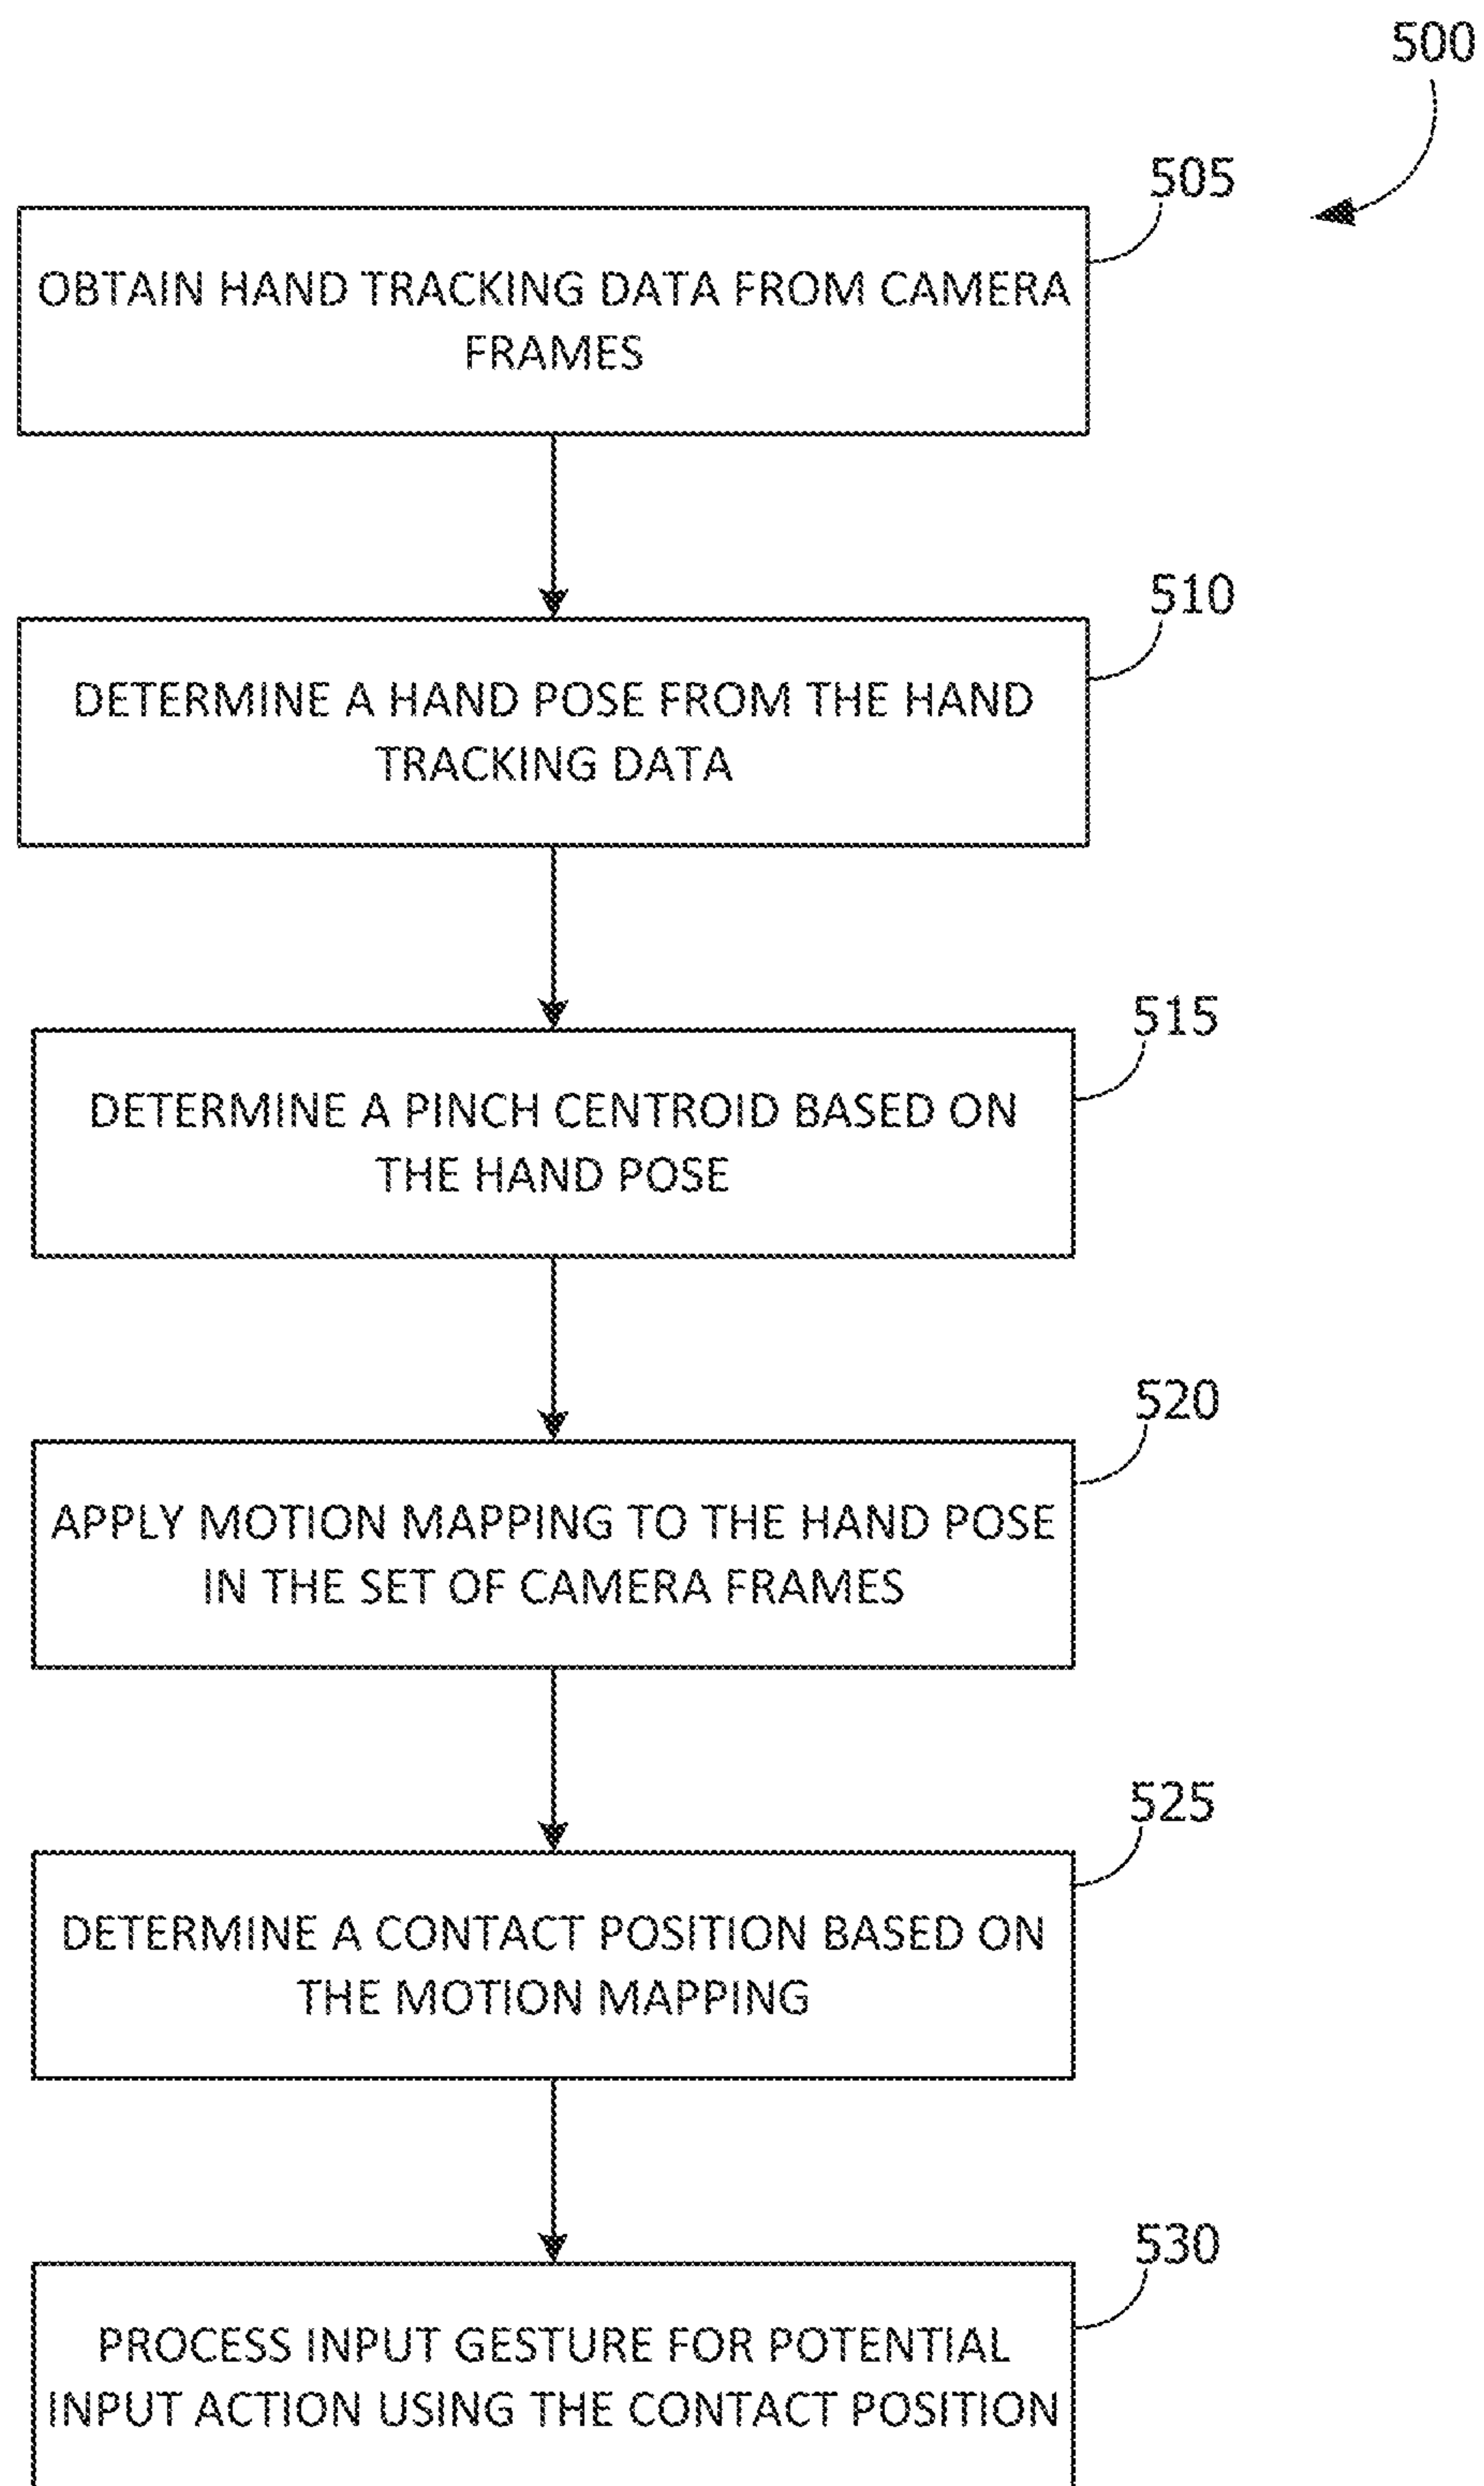 500
505
OBTAIN HAND TRACKING DATA FROM CAMERA
FRAMES
510
DETERMINE A HAND POSE FROM THE HAND
TRACKING DATA
515
DETERMINE A PINCH CENTROID BASED ON
THE HAND POSE
520
APPLY MOTION MAPPING TO THE HAND POSE
IN THE SET OF CAMERA FRAMES
525
DETERMINE A CONTACT POSITION BASED ON
THE MOTION MAPPING
530
PROCESS INPUT GESTURE FOR POTENTIAL
INPUT ACTION USING THE CONTACT POSITION